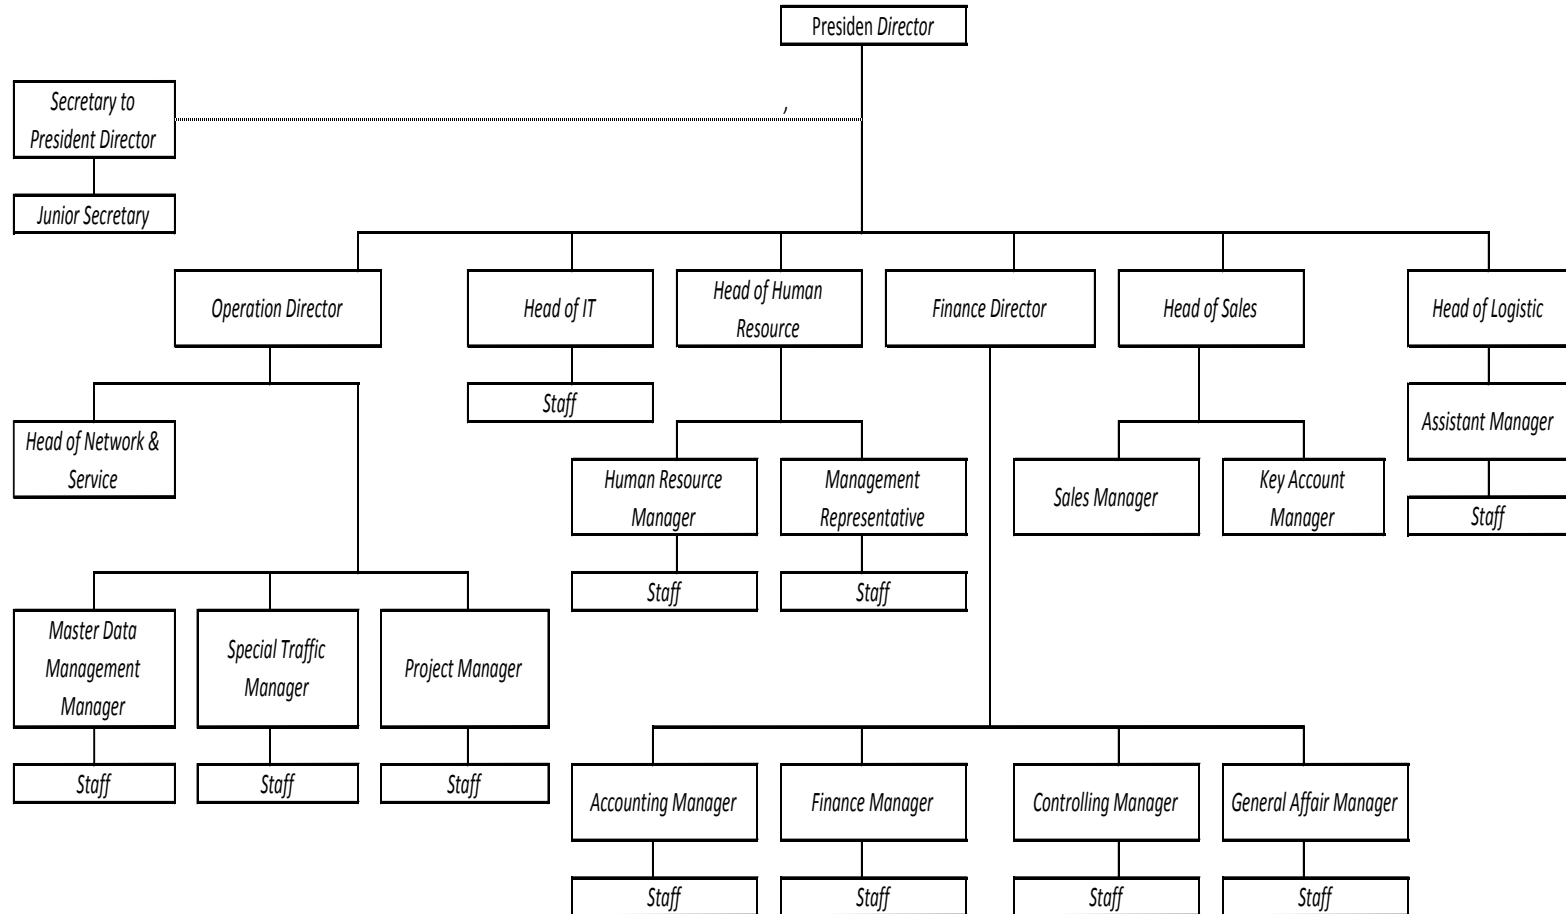 Presiden Director
,
Secretary to
President Director
Junior Secretary
Operation Director
Head of IT
Head of Human
Resource
Finance Director
Head of Sales
Head of Logistic
Staff
Assistant Manager
Head of Network &
Service
Human Resource
Manager
Management
Representative
Sales Manager
Key Account
Manager
Staff
Staff
Staff
Master Data
Management
Manager
Special Traffic
Manager
Project Manager
Staff
Staff
Staff
Accounting Manager
Finance Manager
Controlling Manager
General Affair Manager
Staff
Staff
Staff
Staff